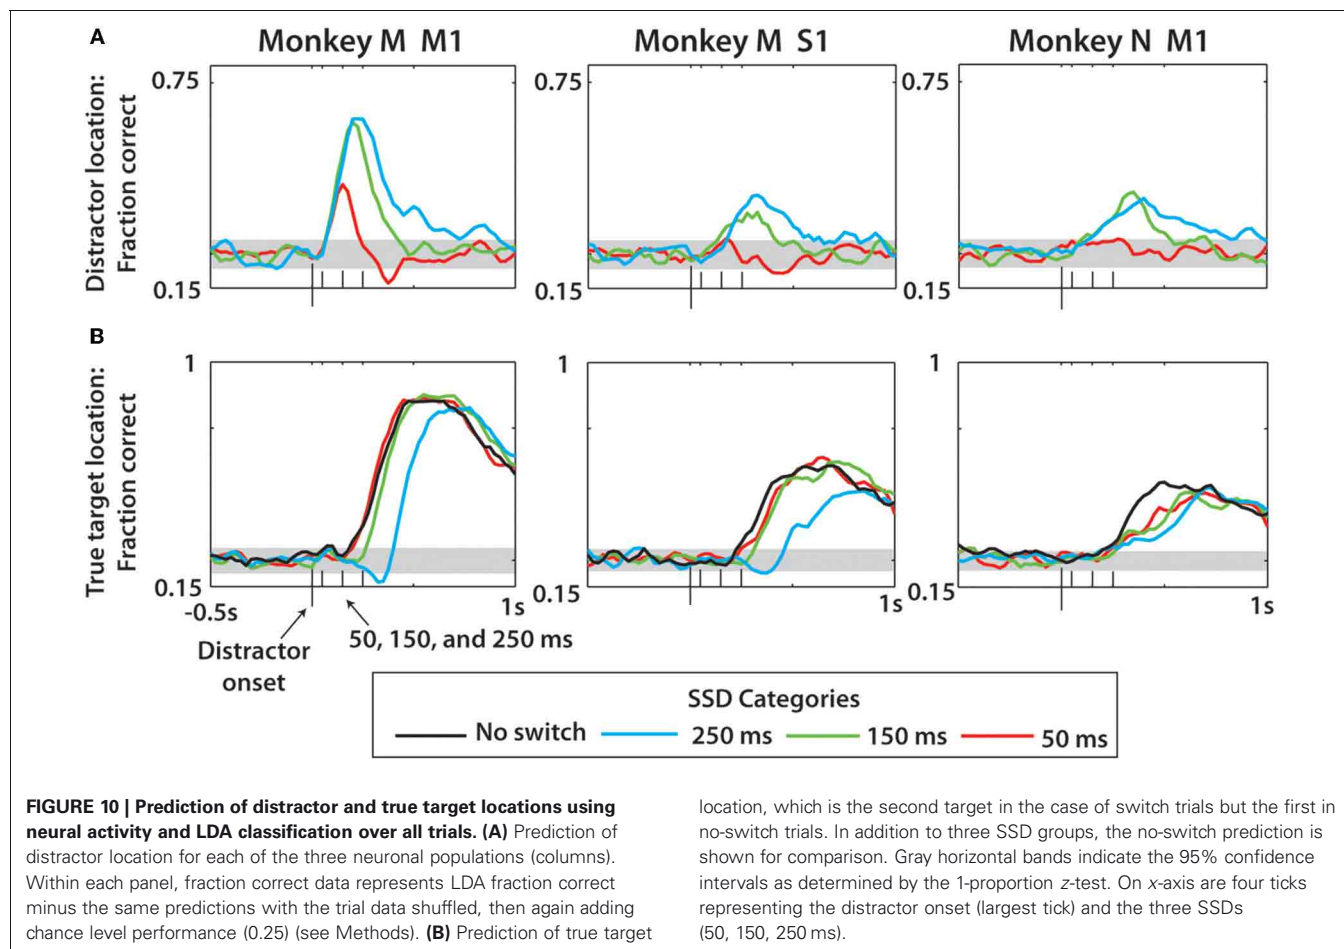 A
Monkey M M1
Monkey M S1
Monkey N M1
Distractor location:
Fraction correct
0.75
0.15
0.75
0.15
0.75
0.15
B
True target location:
Fraction correct
1
0.15
1
0.15
1
0.15
-0.5s
1s
1s
1s
Distractor
onset
50, 150, and 250 ms
SSD Categories
No switch
250 ms
150 ms
50 ms
FIGURE 10 | Prediction of distractor and true target locations using
neural activity and LDA classification over all trials. (A) Prediction of
distractor location for each of the three neuronal populations (columns).
Within each panel, fraction correct data represents LDA fraction correct
minus the same predictions with the trial data shuffled, then again adding
chance level performance (0.25) (see Methods). (B) Prediction of true target
location, which is the second target in the case of switch trials but the first in
no-switch trials. In addition to three SSD groups, the no-switch prediction is
shown for comparison. Gray horizontal bands indicate the 95% confidence
intervals as determined by the 1-proportion z-test. On x-axis are four ticks
representing the distractor onset (largest tick) and the three SSDs
(50, 150, 250 ms).